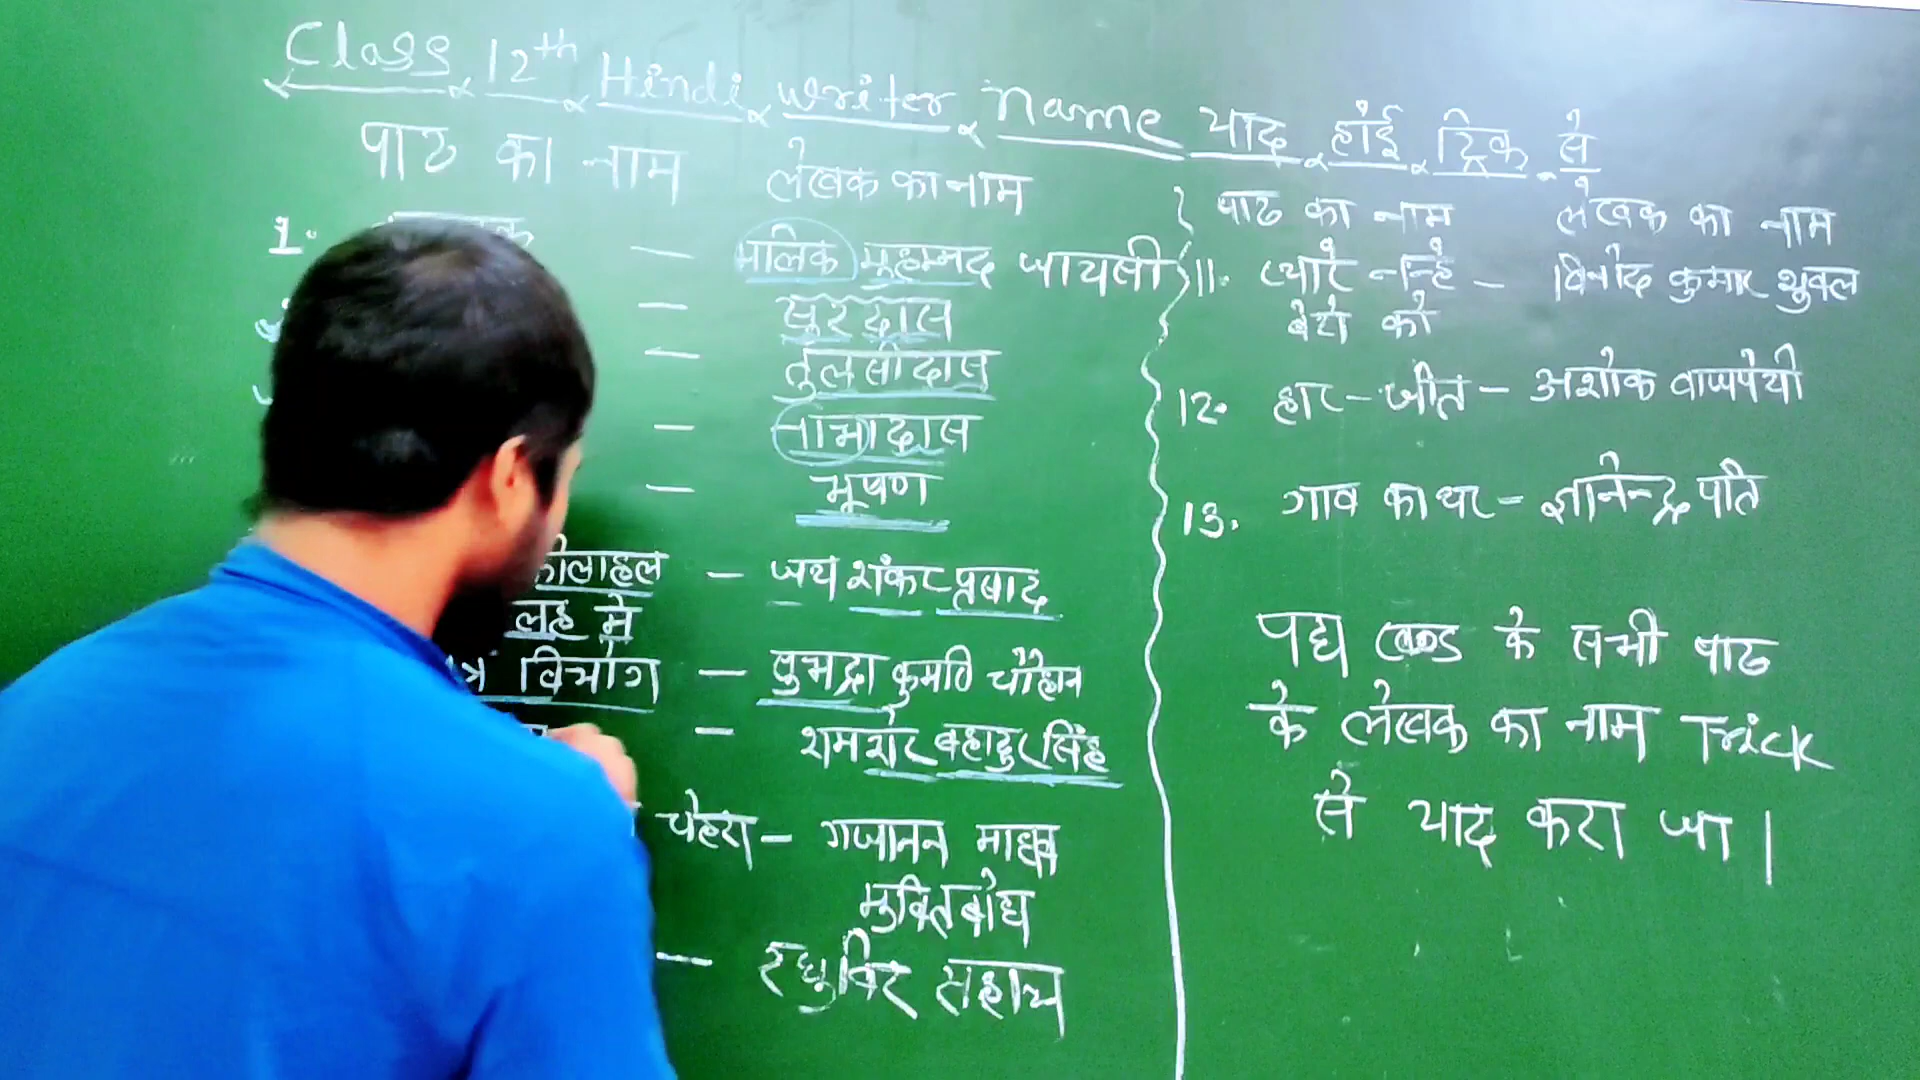 Class 12th Hindi writer Name याद होई ट्रिक से
पाठ का नाम लेखक का नाम
1. — मलिक मुहम्मद जायसी
— सुरदास
— तुलसीदास
— नाभादास
— भूषण
कोलाहल — जय शंकर प्रसाद
लह मे
त्र वियोग — सुभद्रा कुमारी चौहान
— शमशेर बहादुर सिंह
चेहरा — गजानन माधव
मुक्तिबोध
— रघुविर सहाय
पाठ का नाम लेखक का नाम
11. प्यारे नन्हे — विनोद कुमार शुक्ल
बेटो को
12. हार-जीत — अशोक वाजपेयी
13. गाव का घर — ज्ञानेन्द्र पति
पद्य खण्ड के सभी पाठ
के लेखक का नाम Trick
से याद करा जा।